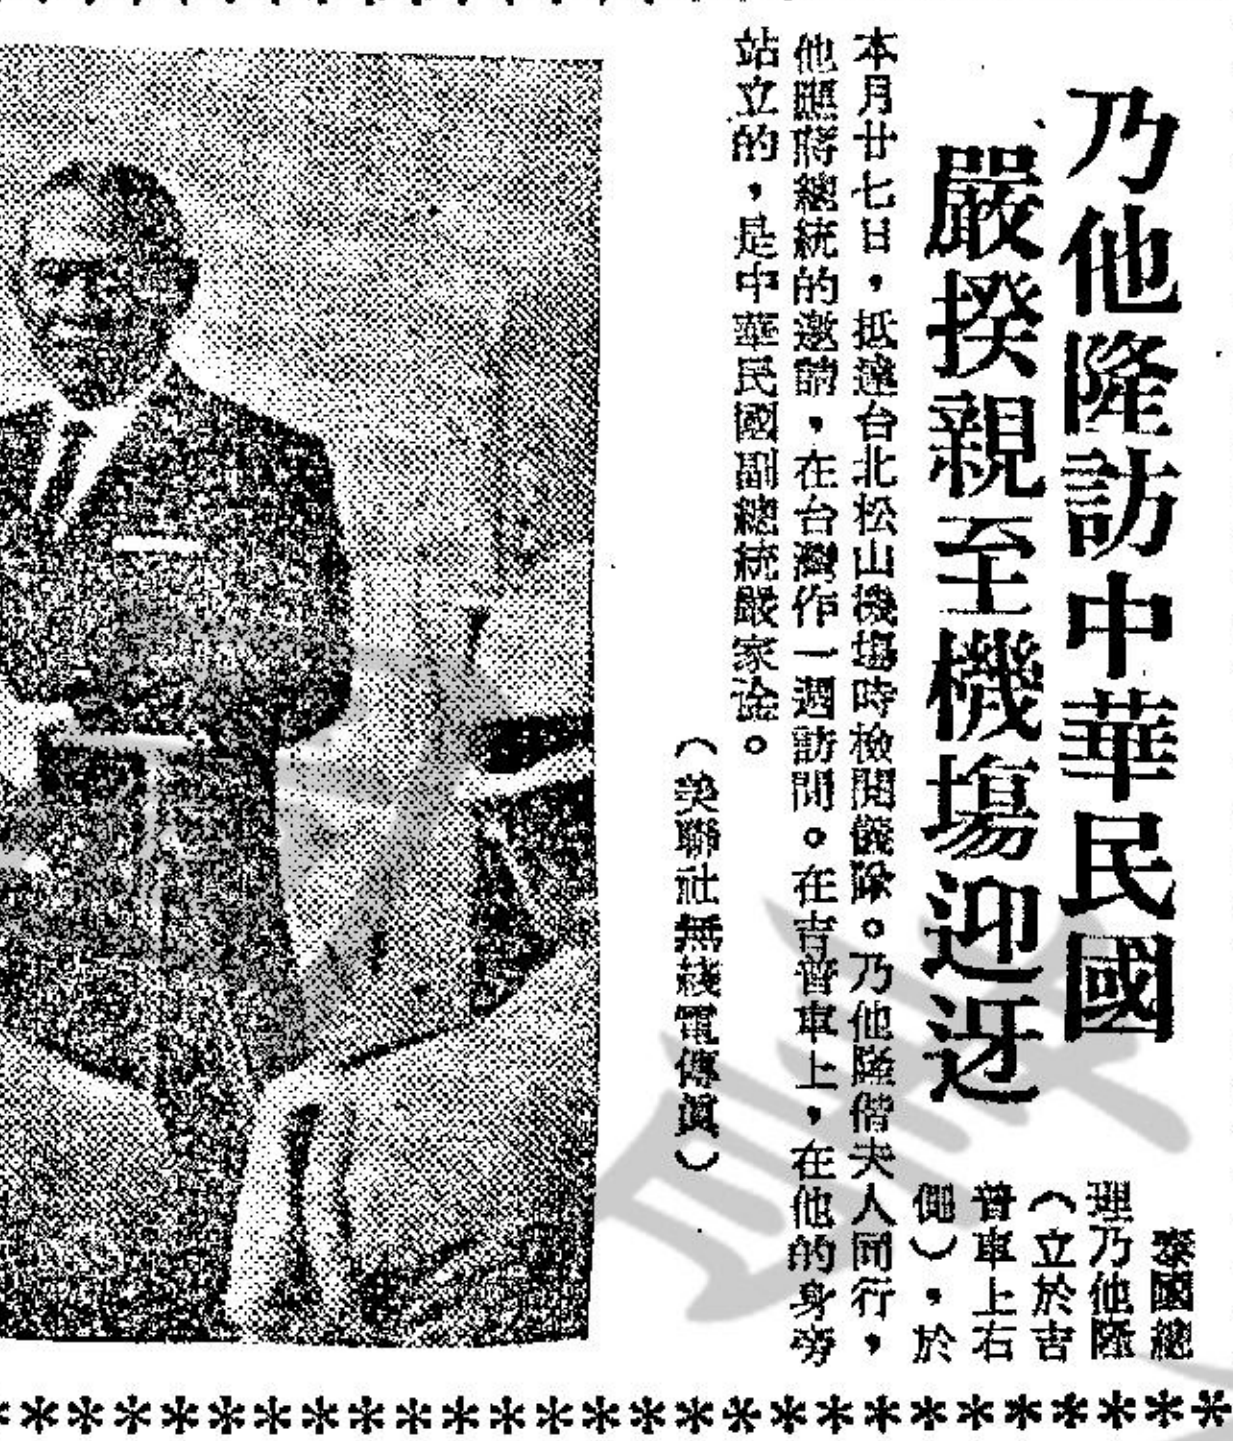 乃他隆訪中華民國
嚴揆親至機場迎迓
泰國總
理乃他隆
（立於吉
普車上右
側），於
本月廿七日，抵達台北松山機場時檢閱儀隊。乃他隆偕夫人同行，
他應蔣總統的邀請，在台灣作一週訪問。在吉普車上，在他的身旁
站立的，是中華民國副總統嚴家淦。
（美聯社無綫電傳眞）